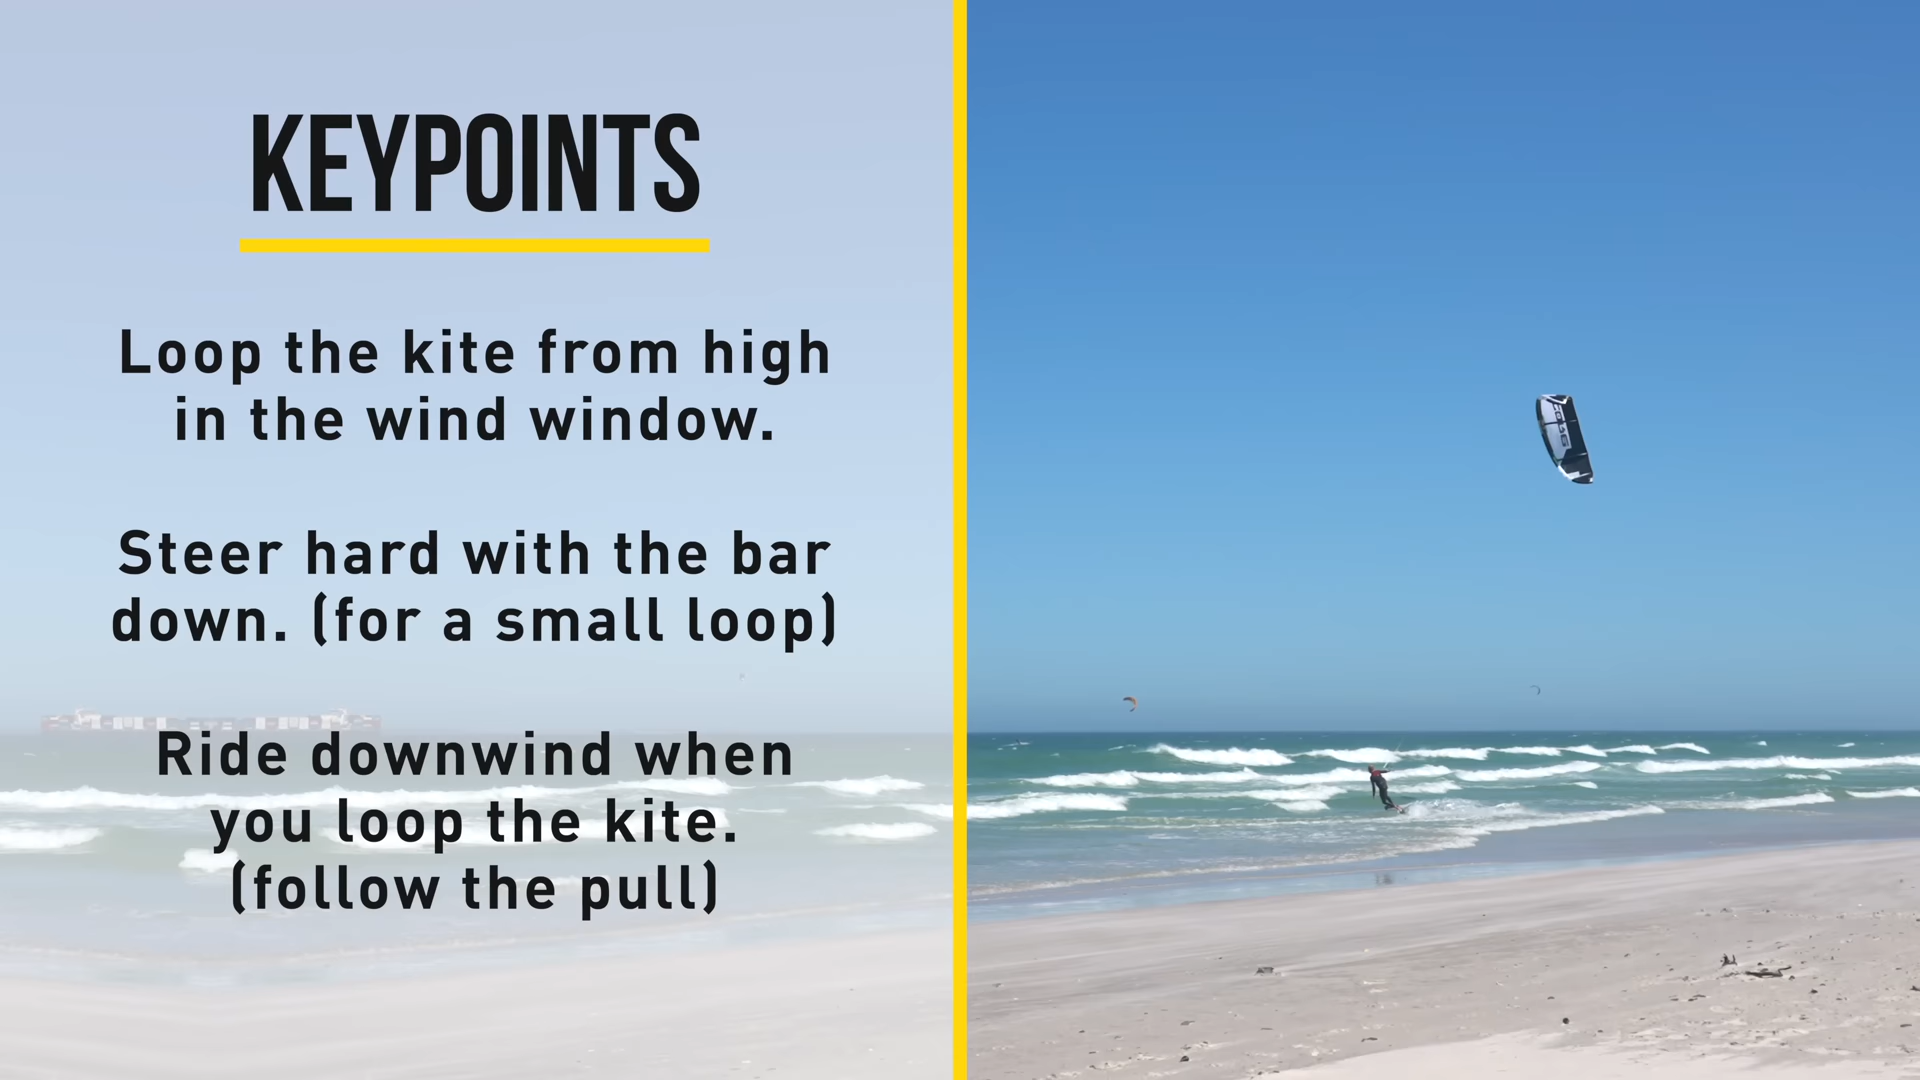 KEYPOINTS
Loop the kite from high
in the wind window.
Steer hard with the bar
down. (for a small loop)
Ride downwind when
you loop the kite.
(follow the pull)